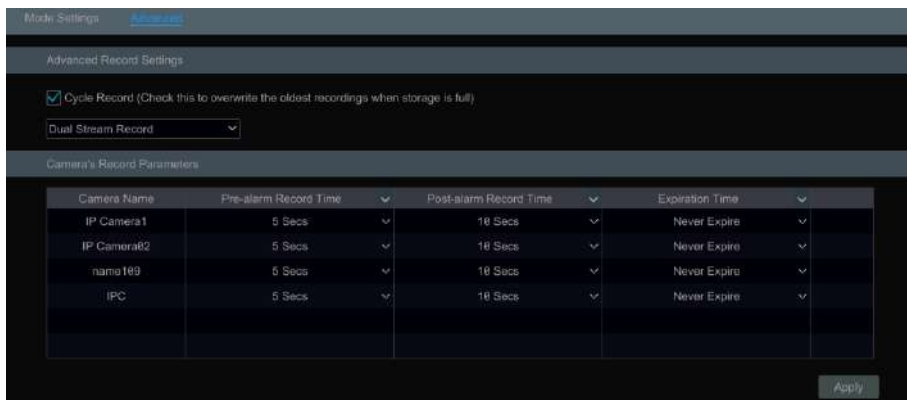 Mode Settings Advanced
Advanced Record Settings
Cycle Record (Check this to overwrite the oldest recordings when storage is full)
Dual Stream Record
Camera's Record Parameters
Camera Name Pre-alarm Record Time Post-alarm Record Time Expiration Time
IP Camera1 5 Secs 10 Secs Never Expire
IP Camera02 5 Secs 10 Secs Never Expire
name109 5 Secs 10 Secs Never Expire
IPC 5 Secs 10 Secs Never Expire
Apply